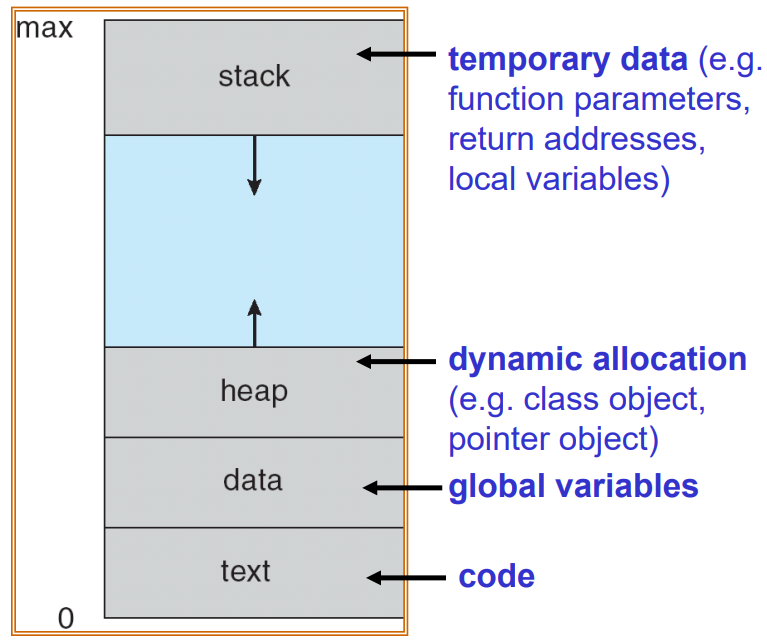 max
stack
temporary data (e.g.
function parameters,
return addresses,
local variables)
heap
dynamic allocation
(e.g. class object,
pointer object)
data
global variables
text
code
0